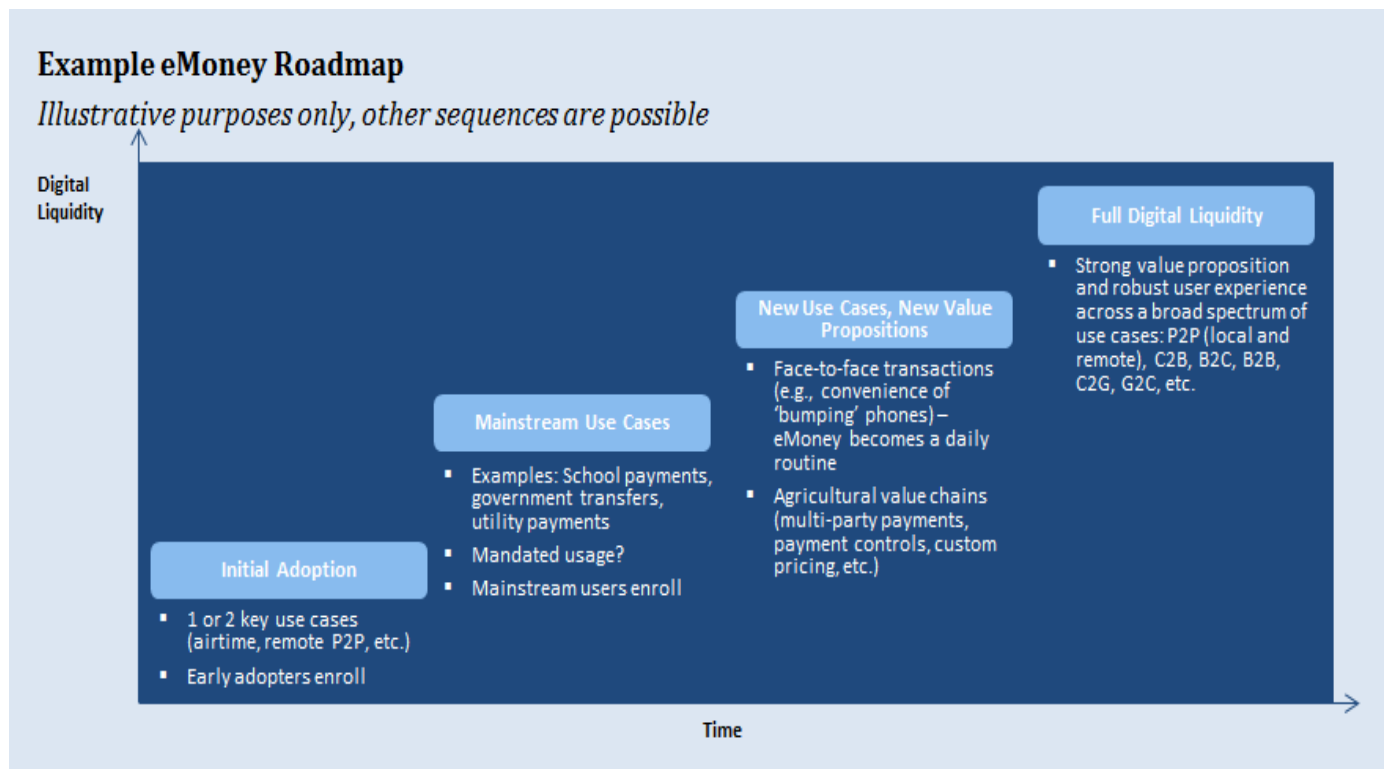 Example eMoney Roadmap
Illustrative purposes only, other sequences are possible
Digital
Liquidity
Initial Adoption
▪ 1 or 2 key use cases
(airtime, remote P2P, etc.)
▪ Early adopters enroll
Mainstream Use Cases
▪ Examples: School payments,
government transfers,
utility payments
▪ Mandated usage?
▪ Mainstream users enroll
New Use Cases, New Value
Propositions
▪ Face-to-face transactions
(e.g., convenience of
‘bumping’ phones) –
eMoney becomes a daily
routine
▪ Agricultural value chains
(multi-party payments,
payment controls, custom
pricing, etc.)
Full Digital Liquidity
▪ Strong value proposition
and robust user experience
across a broad spectrum of
use cases: P2P (local and
remote), C2B, B2C, B2B,
C2G, G2C, etc.
Time